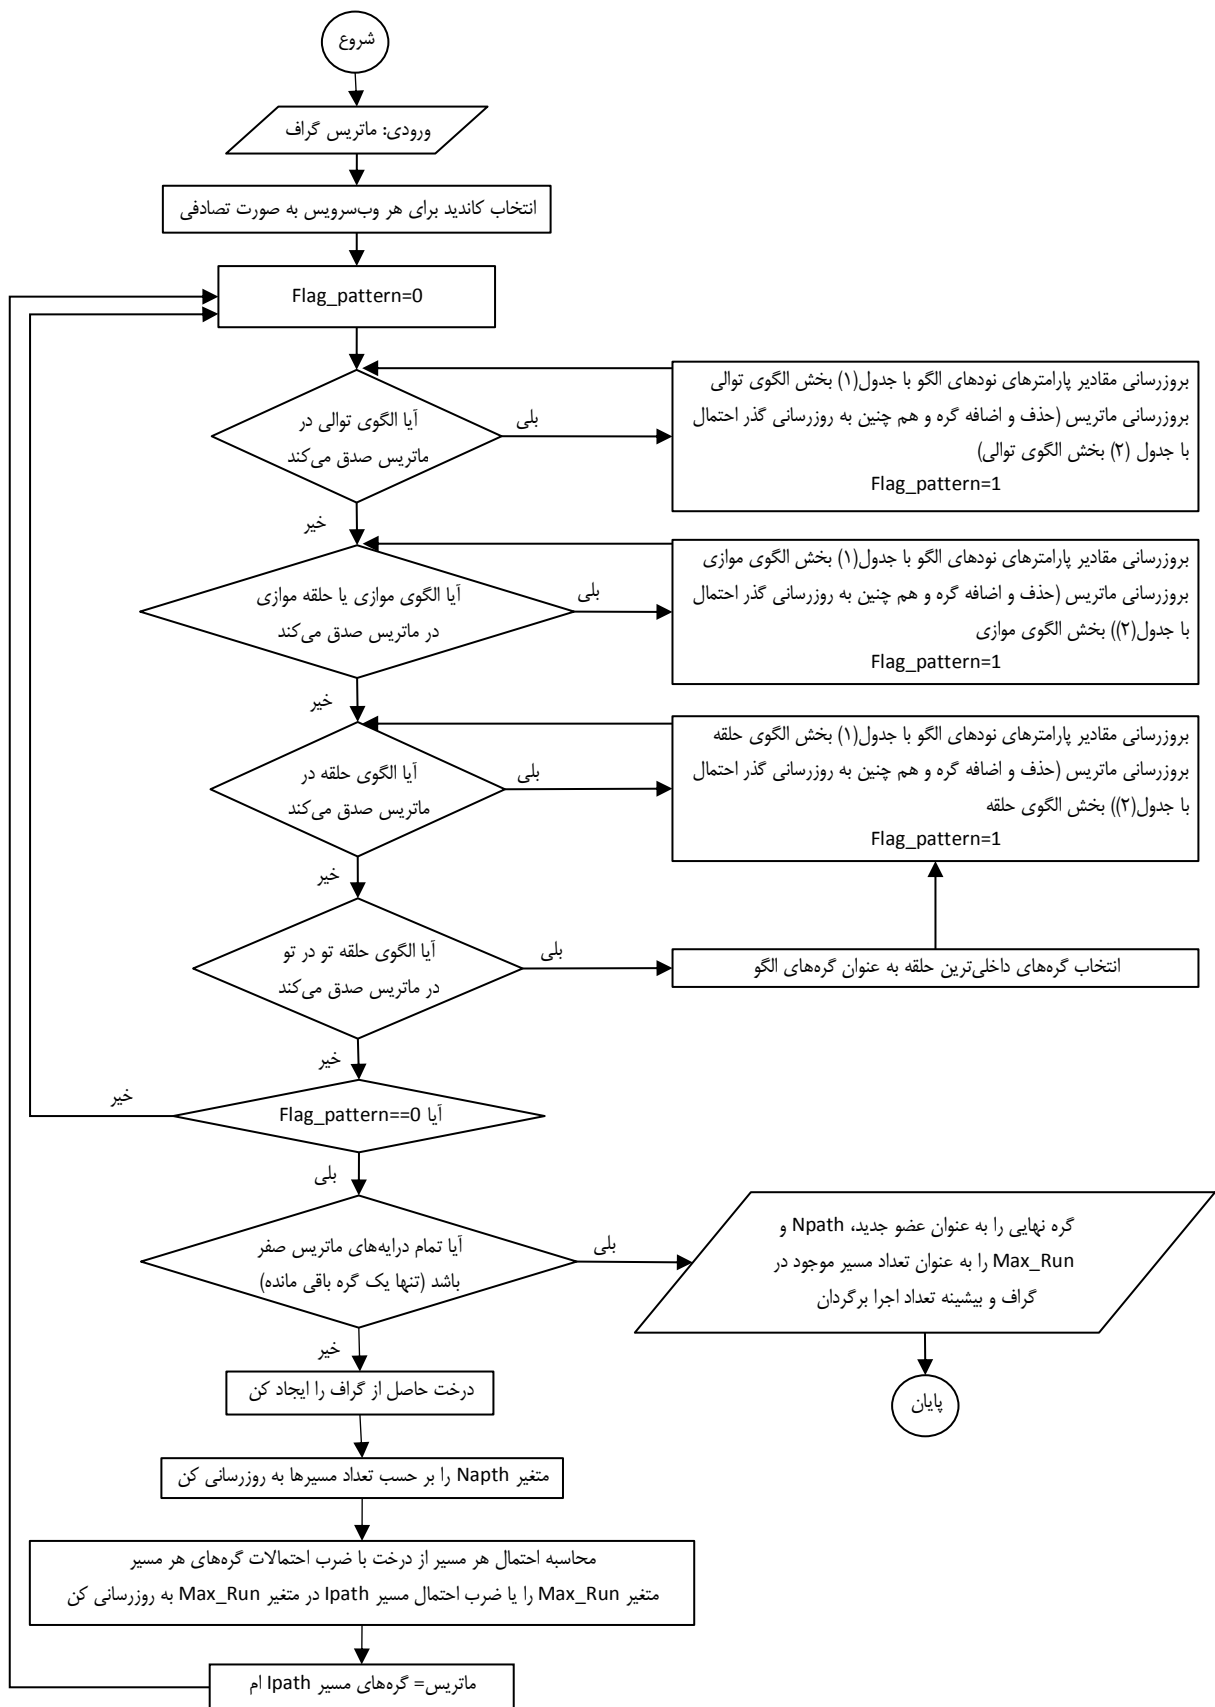 شروع
ورودی: ماتریس گراف
انتخاب کاندید برای هر وب‌سرویس به صورت تصادفی
Flag_pattern=0
آیا الگوی توالی در
ماتریس صدق می‌کند
بلی
بروزرسانی مقادیر پارامترهای نودهای الگو با جدول(۱) بخش الگوی توالی
بروزرسانی ماتریس (حذف و اضافه گره و هم چنین به روزرسانی گذر احتمال
با جدول (۲) بخش الگوی توالی)
Flag_pattern=1
خیر
آیا الگوی موازی یا حلقه موازی
در ماتریس صدق می‌کند
بلی
بروزرسانی مقادیر پارامترهای نودهای الگو با جدول(۱) بخش الگوی موازی
بروزرسانی ماتریس (حذف و اضافه گره و هم چنین به روزرسانی گذر احتمال
با جدول(۲)) بخش الگوی موازی
Flag_pattern=1
خیر
آیا الگوی حلقه در
ماتریس صدق می‌کند
بلی
بروزرسانی مقادیر پارامترهای نودهای الگو با جدول(۱) بخش الگوی حلقه
بروزرسانی ماتریس (حذف و اضافه گره و هم چنین به روزرسانی گذر احتمال
با جدول(۲)) بخش الگوی حلقه
Flag_pattern=1
خیر
آیا الگوی حلقه تو در تو
در ماتریس صدق می‌کند
بلی
انتخاب گره‌های داخلی‌ترین حلقه به عنوان گره‌های الگو
خیر
آیا Flag_pattern==0
خیر
بلی
آیا تمام درایه‌های ماتریس صفر
باشد (تنها یک گره باقی مانده)
بلی
گره نهایی را به عنوان عضو جدید، Npath و
Max_Run را به عنوان تعداد مسیر موجود در
گراف و بیشینه تعداد اجرا برگردان
پایان
خیر
درخت حاصل از گراف را ایجاد کن
متغیر Napth را بر حسب تعداد مسیرها به روزرسانی کن
محاسبه احتمال هر مسیر از درخت با ضرب احتمالات گره‌های هر مسیر
متغیر Max_Run را یا ضرب احتمال مسیر Ipath در متغیر Max_Run به روزرسانی کن
ماتریس= گره‌های مسیر Ipath ام